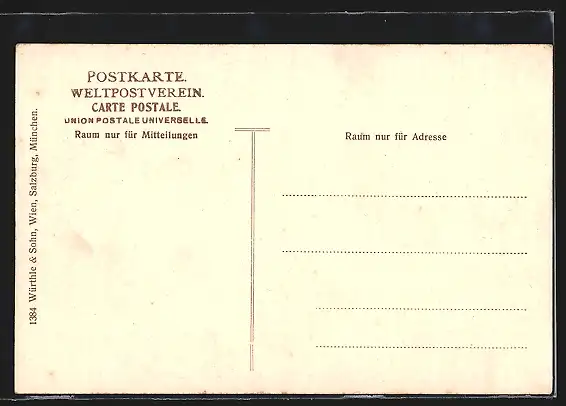 POSTKARTE.
WELTPOSTVEREIN.
CARTE POSTALE.
UNION POSTALE UNIVERSELLE.
Raum nur für Mitteilungen
Raum nur für Adresse
1384 Würthle & Sohn, Wien, Salzburg, München.